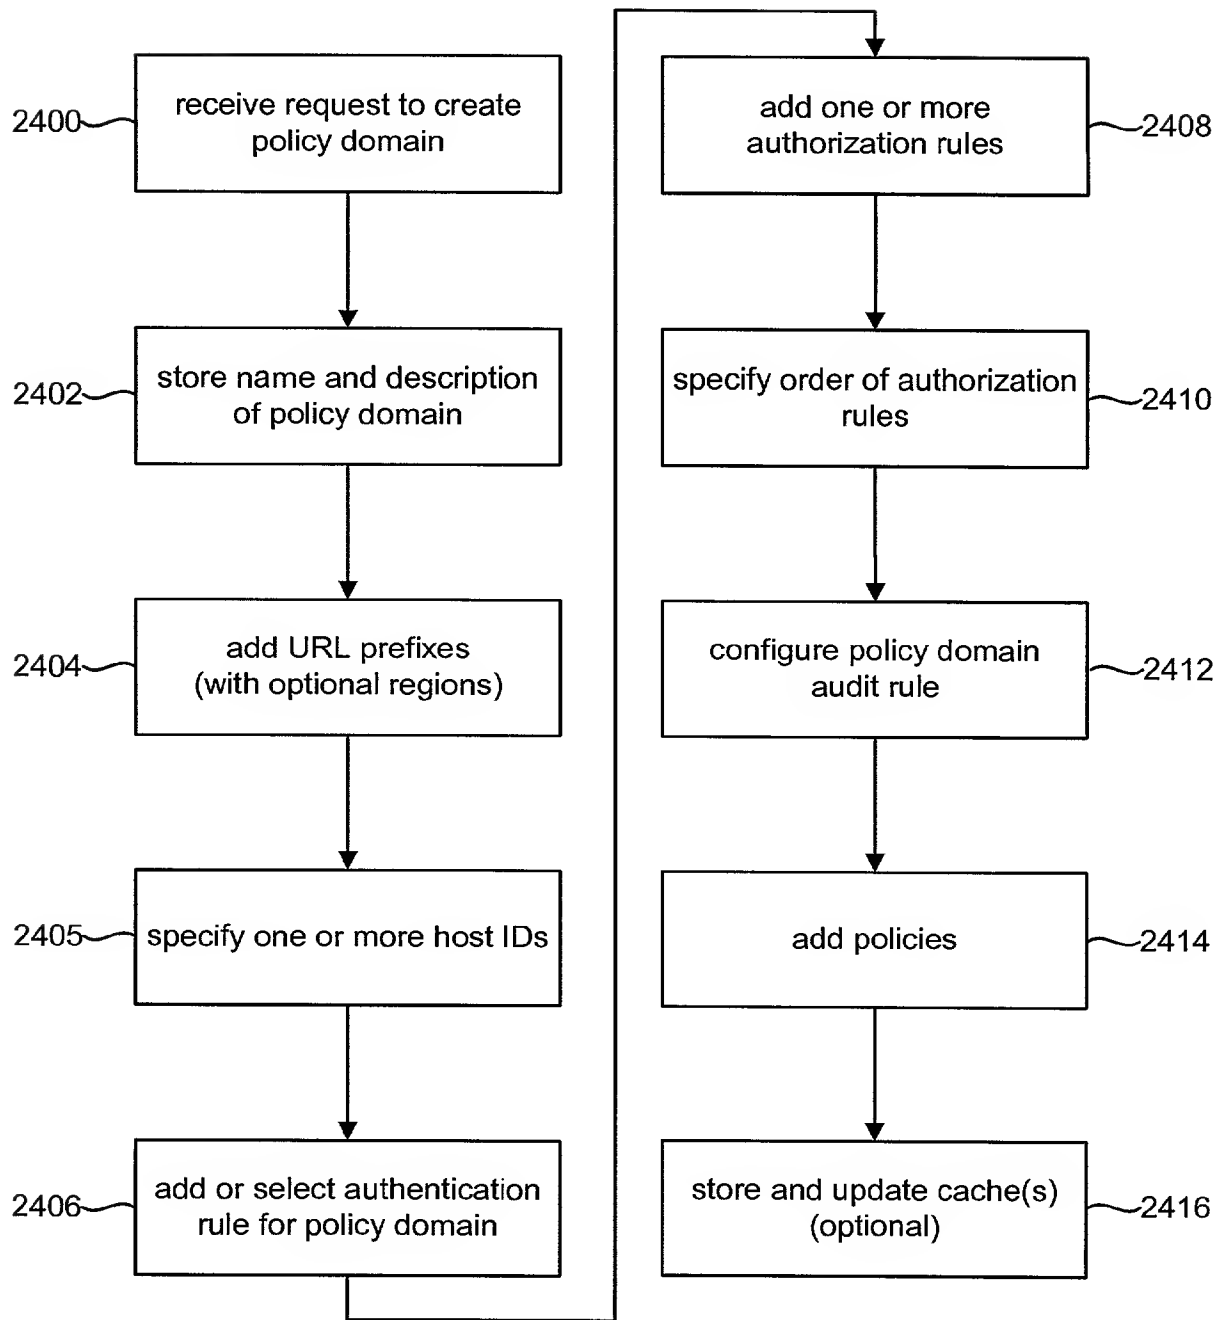 2400
receive request to create
policy domain
2402
store name and description
of policy domain
2404
add URL prefixes
(with optional regions)
2405
specify one or more host IDs
2406
add or select authentication
rule for policy domain
add one or more
authorization rules
2408
specify order of authorization
rules
2410
configure policy domain
audit rule
2412
add policies
2414
store and update cache(s)
(optional)
2416